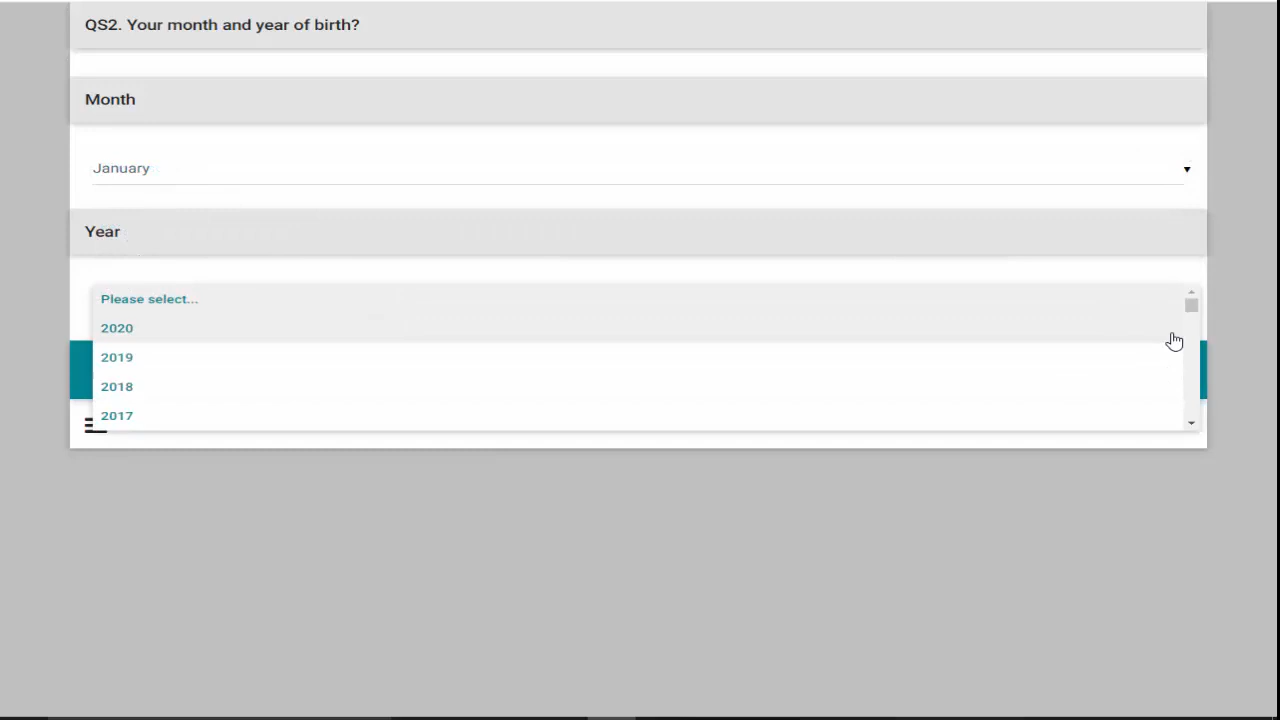 QS2. Your month and year of birth?
Month
January
Year
Please select...
2020
2019
2018
2017